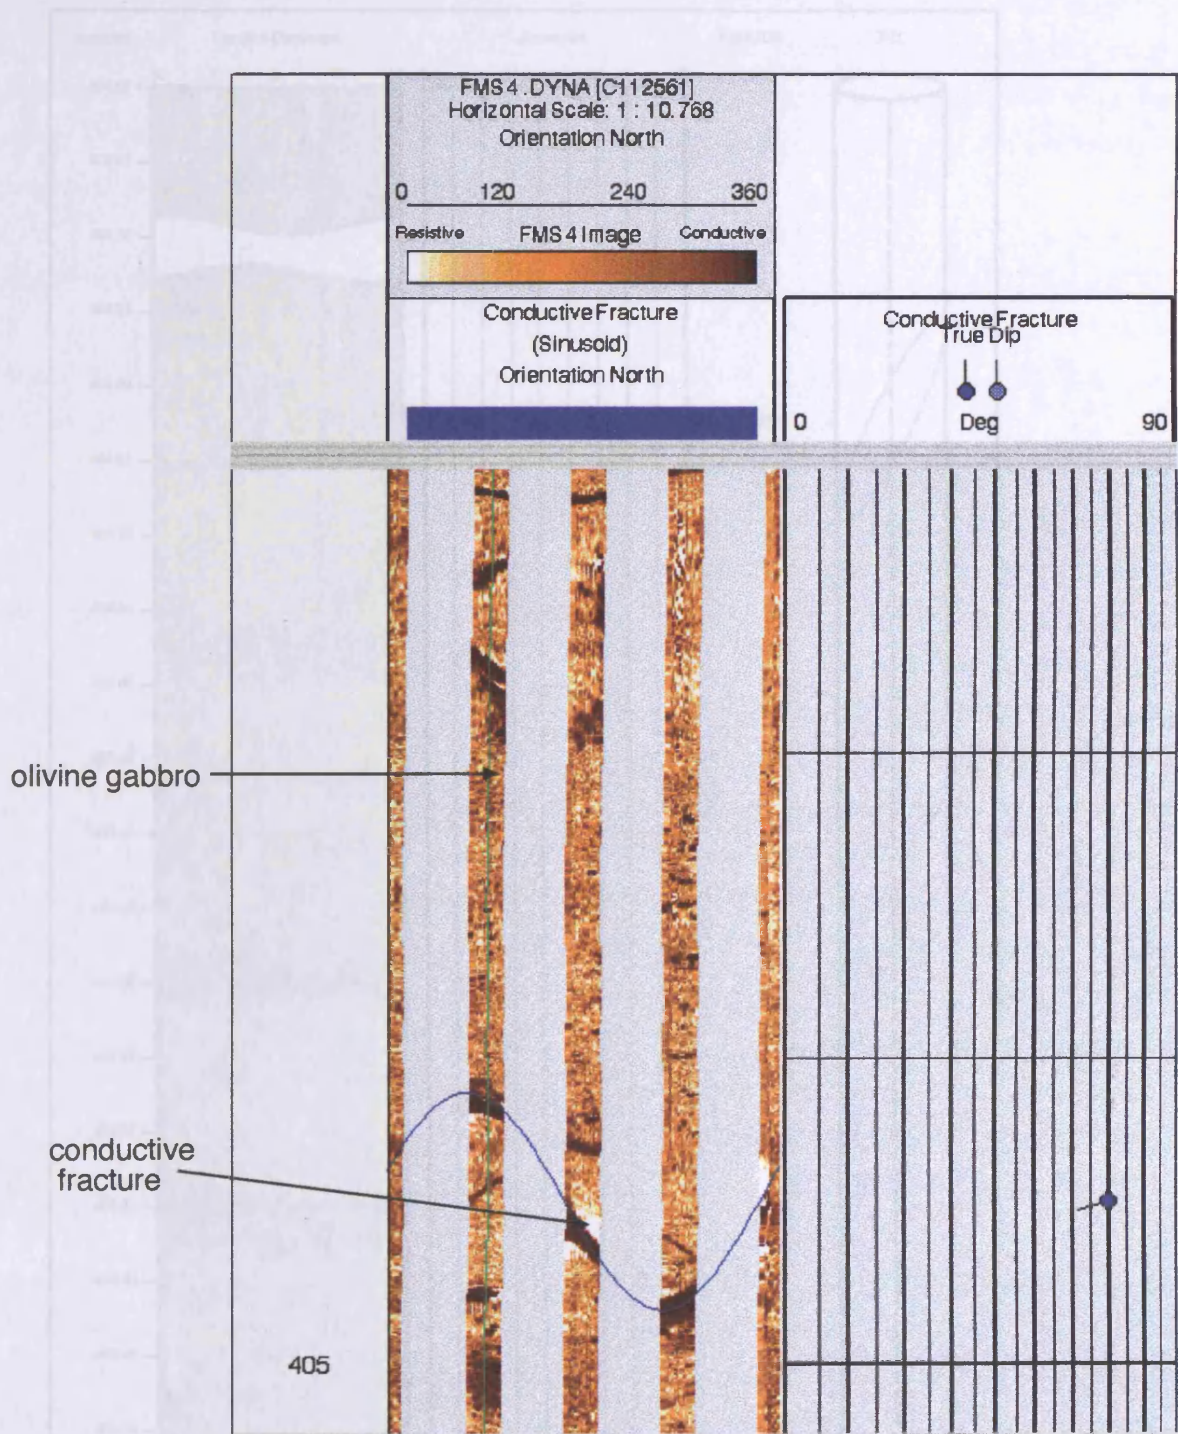 FMS 4 .DYNA [C112561]
Horizontal Scale: 1 : 10.768
Orientation North
0 120 240 360
Resistive FMS 4 Image Conductive
Conductive Fracture
(Sinusoid)
Orientation North
Conductive Fracture
True Dip
0 Deg 90
olivine gabbro
conductive
fracture
405